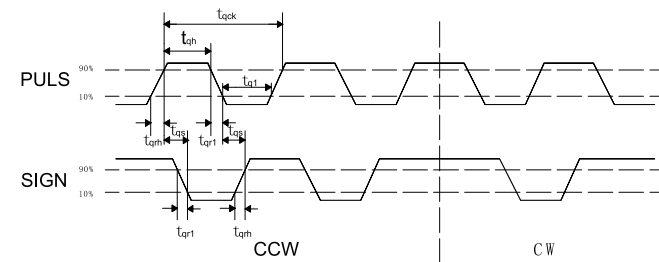 tqck
tqh
PULS 90%
10% tq1
tqrh tqs tqr1 tqs
SIGN 90%
10%
tqr1 tqrh
CCW CW